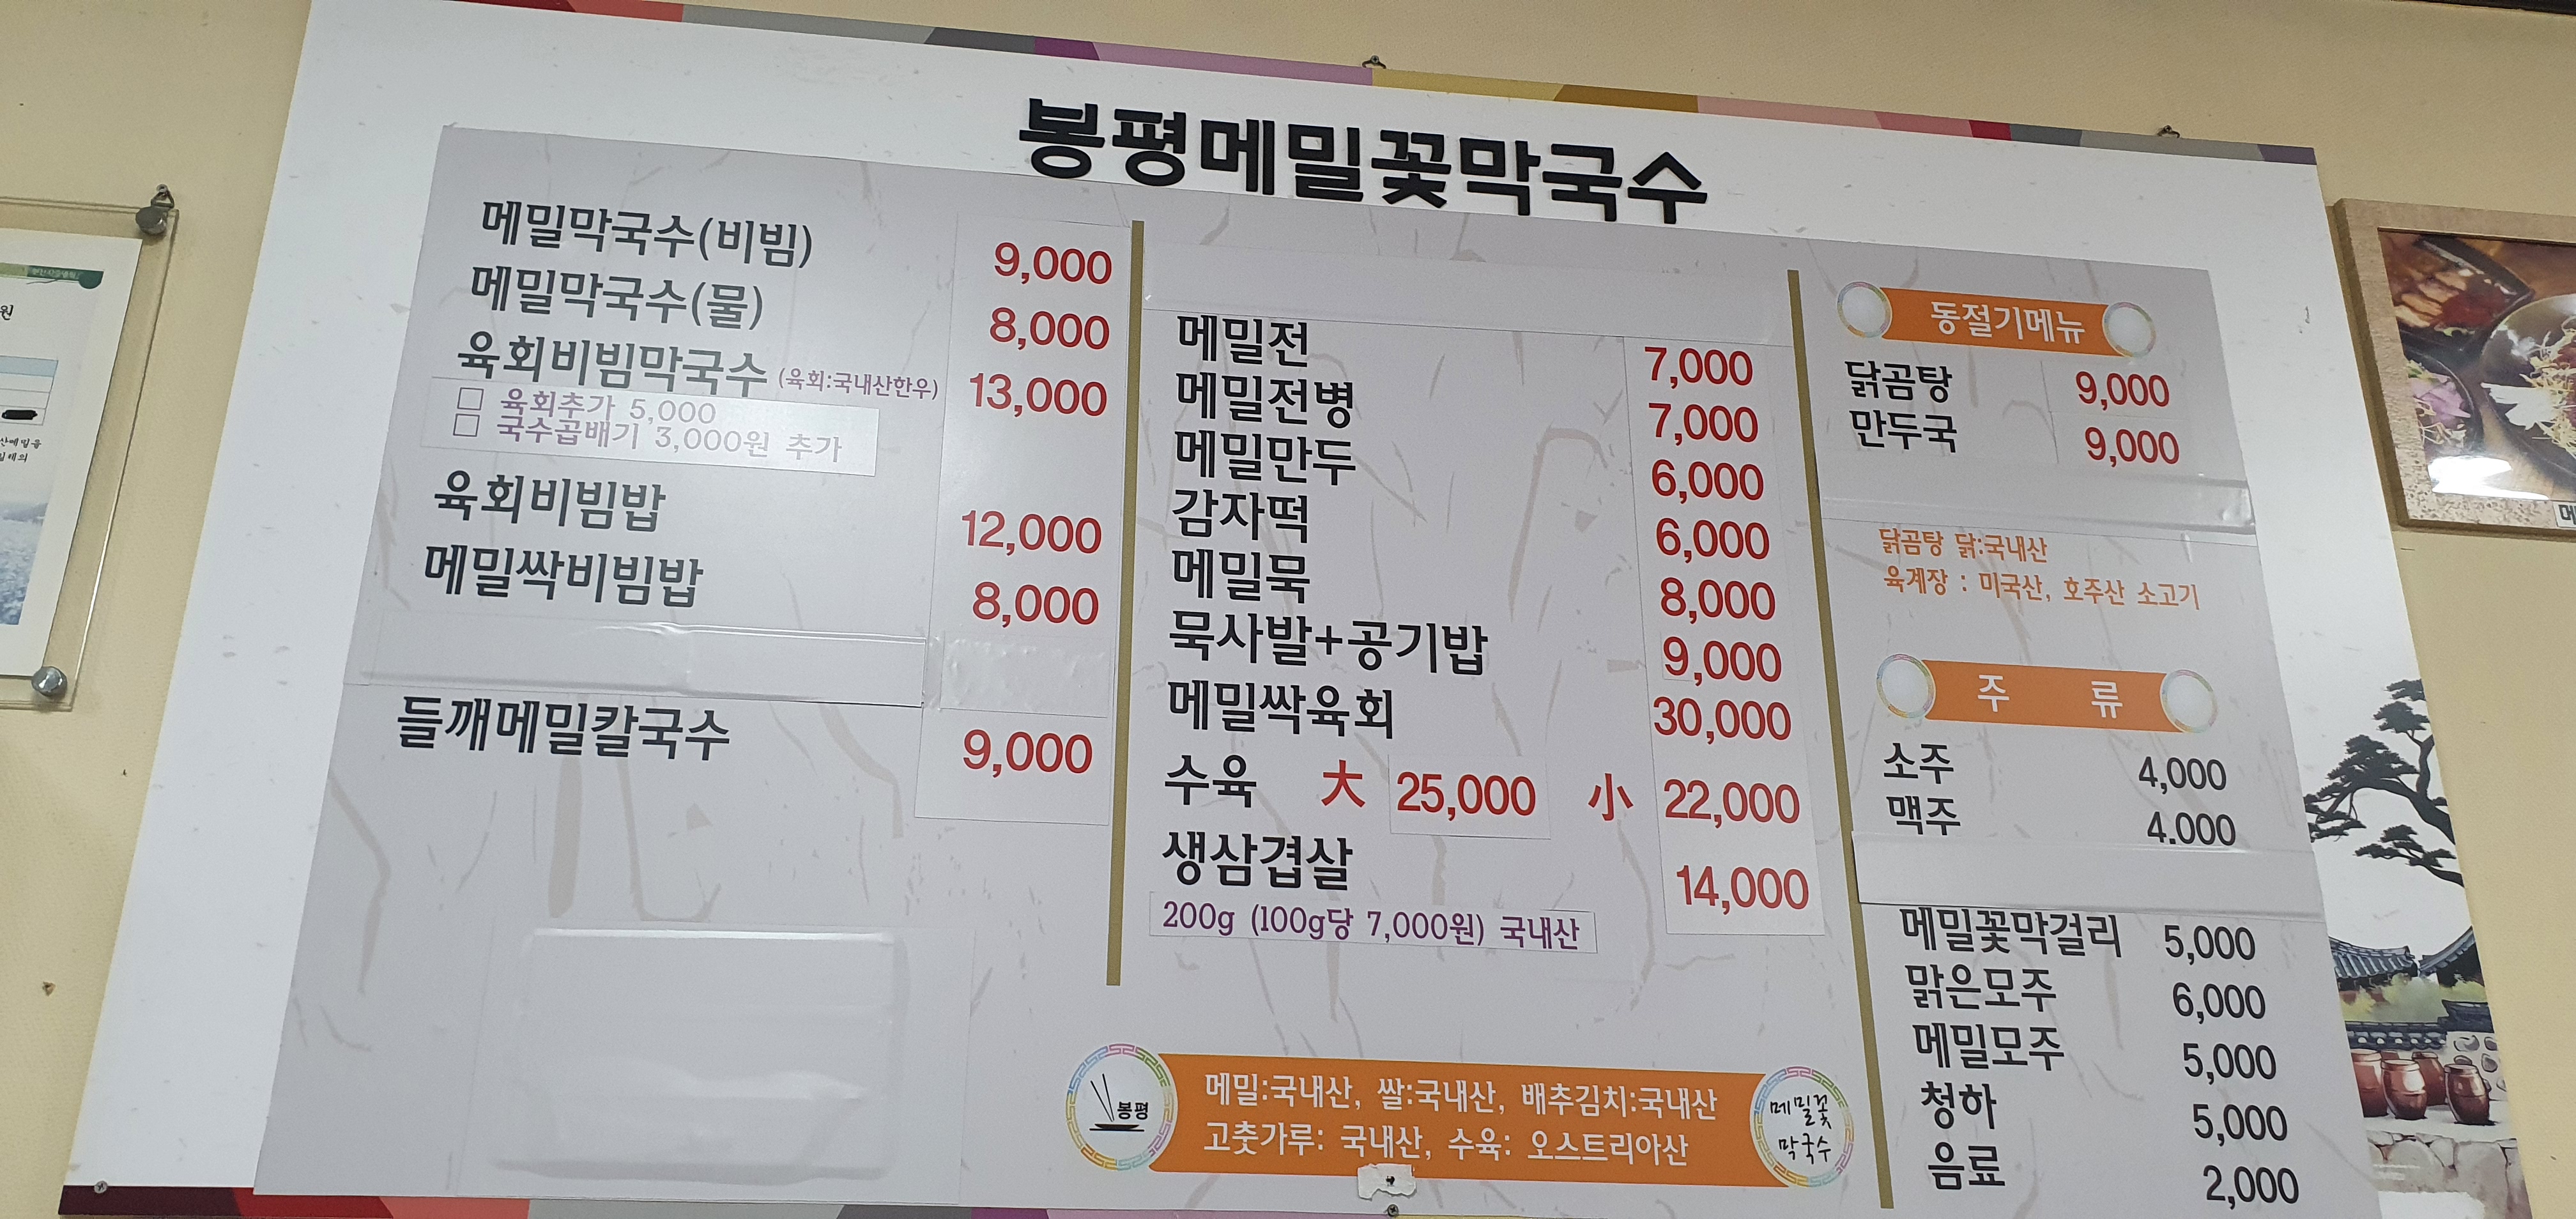 봉평메밀꽃막국수
메밀막국수(비빔) 9,000
메밀막국수(물) 8,000
육회비빔막국수 (육회:국내산한우) 13,000
□ 육회추가 5,000
□ 국수곱배기 3,000원 추가
육회비빔밥 12,000
메밀싹비빔밥 8,000
들깨메밀칼국수 9,000
메밀전 7,000
메밀전병 7,000
메밀만두 6,000
감자떡 6,000
메밀묵 8,000
묵사발+공기밥 9,000
메밀싹육회 30,000
수육 大 25,000 小 22,000
생삼겹살 14,000
200g (100g당 7,000원) 국내산
동절기메뉴
닭곰탕 9,000
만두국 9,000
닭곰탕 닭:국내산
육계장 : 미국산, 호주산 소고기
주 류
소주 4,000
맥주 4.000
메밀꽃막걸리 5,000
맑은모주 6,000
메밀모주 5,000
청하 5,000
음료 2,000
봉평
메밀:국내산, 쌀:국내산, 배추김치:국내산
고춧가루: 국내산, 수육: 오스트리아산
메밀꽃
막국수
원
산메밀을
메